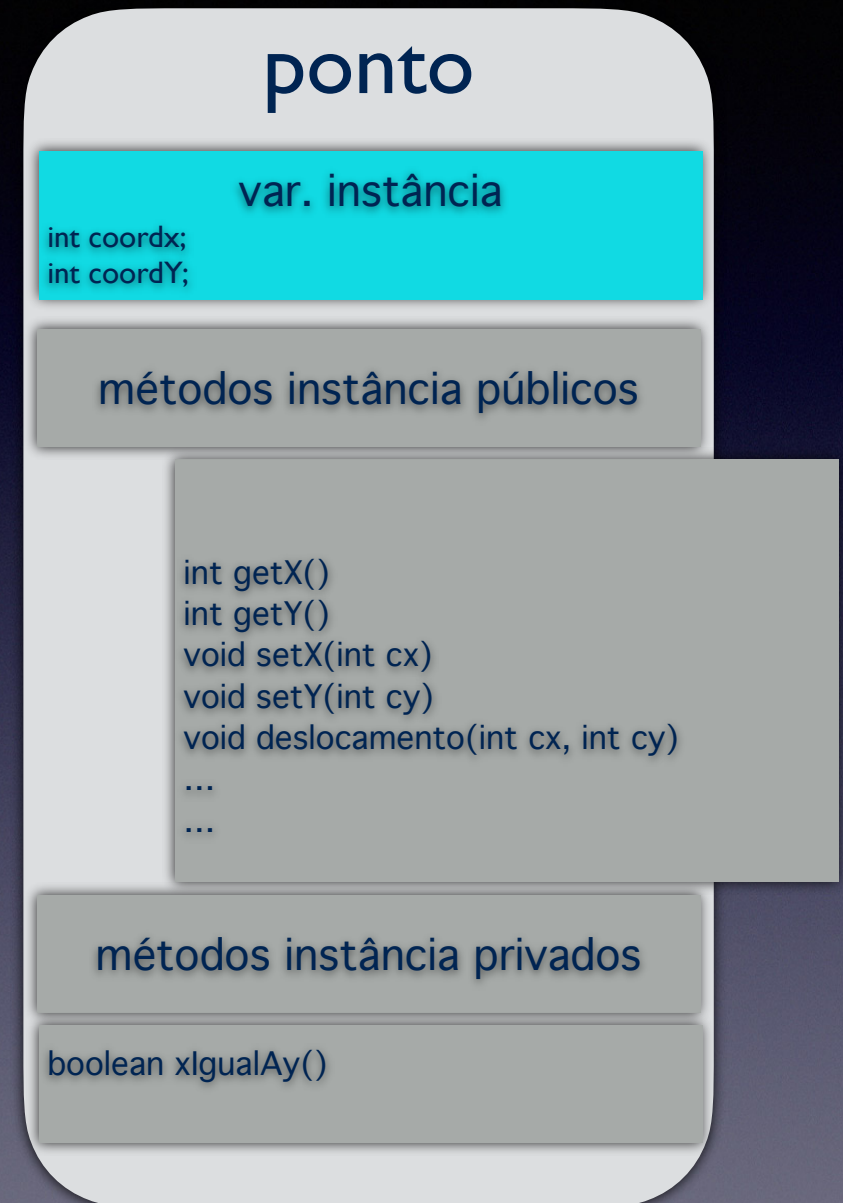 ponto
var. instância
int coordx;
int coordY;
métodos instância públicos
int getX()
int getY()
void setX(int cx)
void setY(int cy)
void deslocamento(int cx, int cy)
...
...
métodos instância privados
boolean xIgualAy()